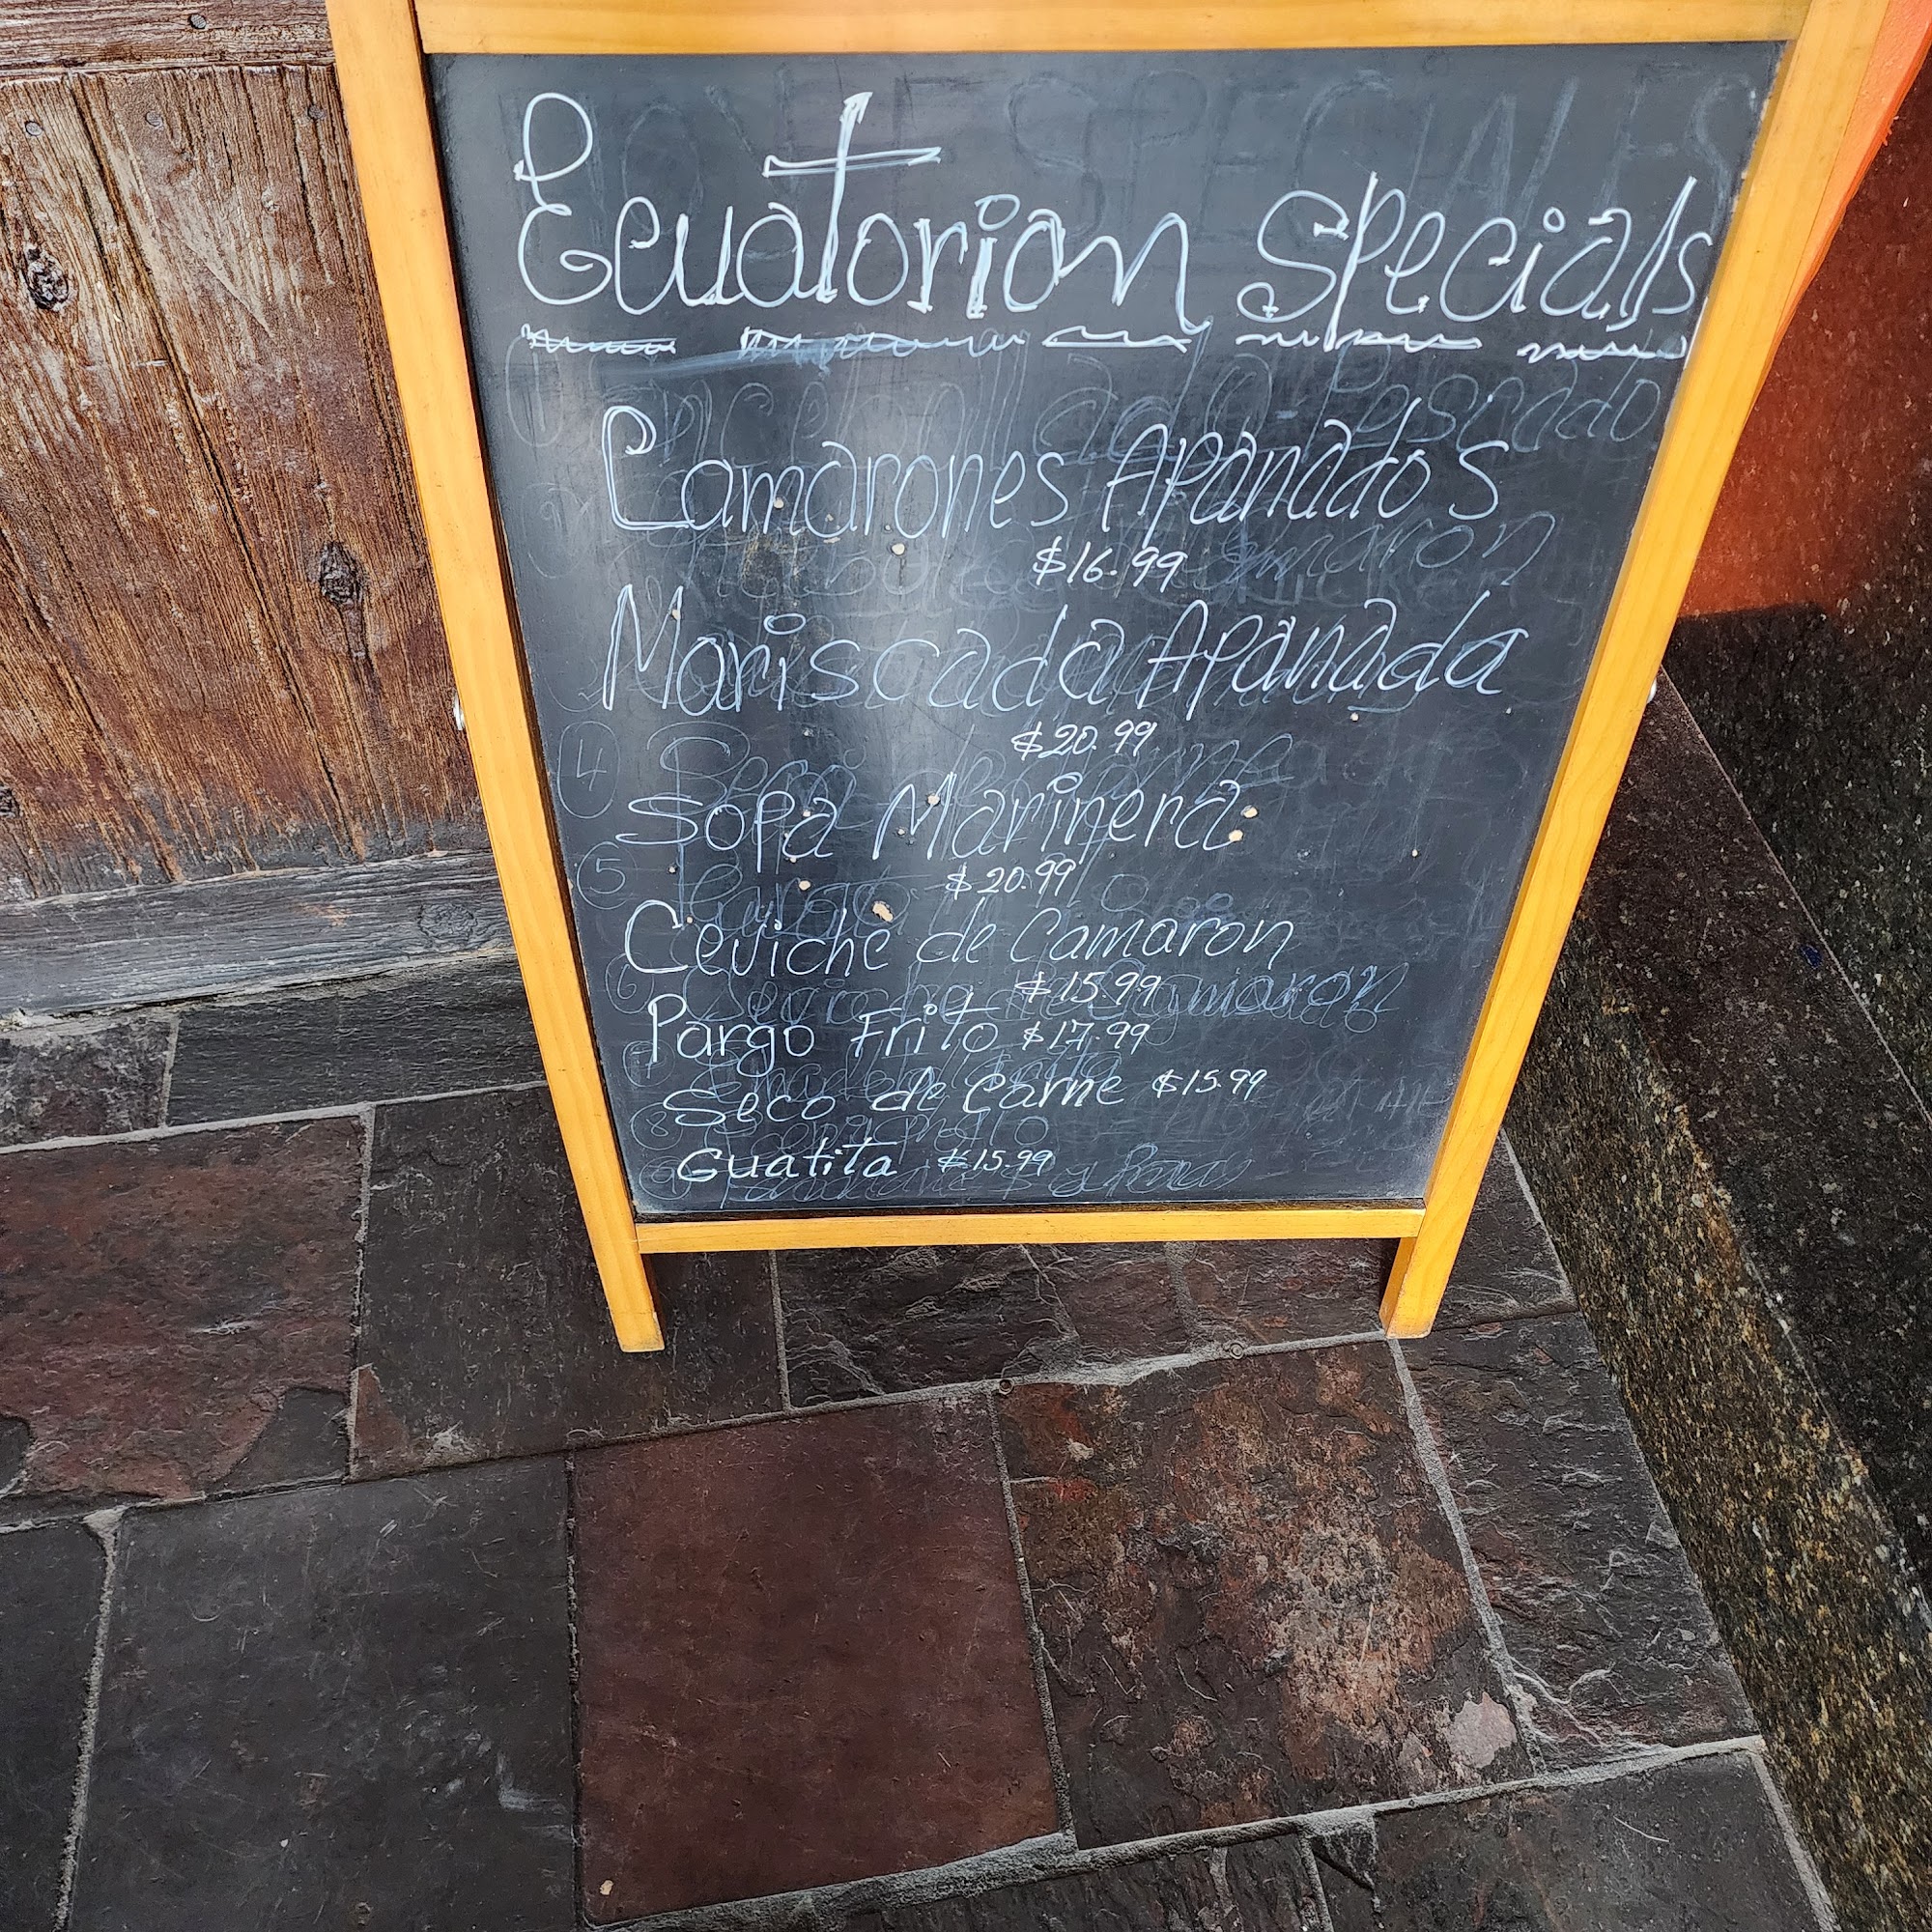 Ecuatorian Specials
Camarones Apanados
$16.99
Mariscada Apanada
$20.99
Sopa Marinera
$20.99
Ceviche de Camaron
$15.99
Pargo Frito $17.99
Seco de Carne $15.99
Guatita $15.99